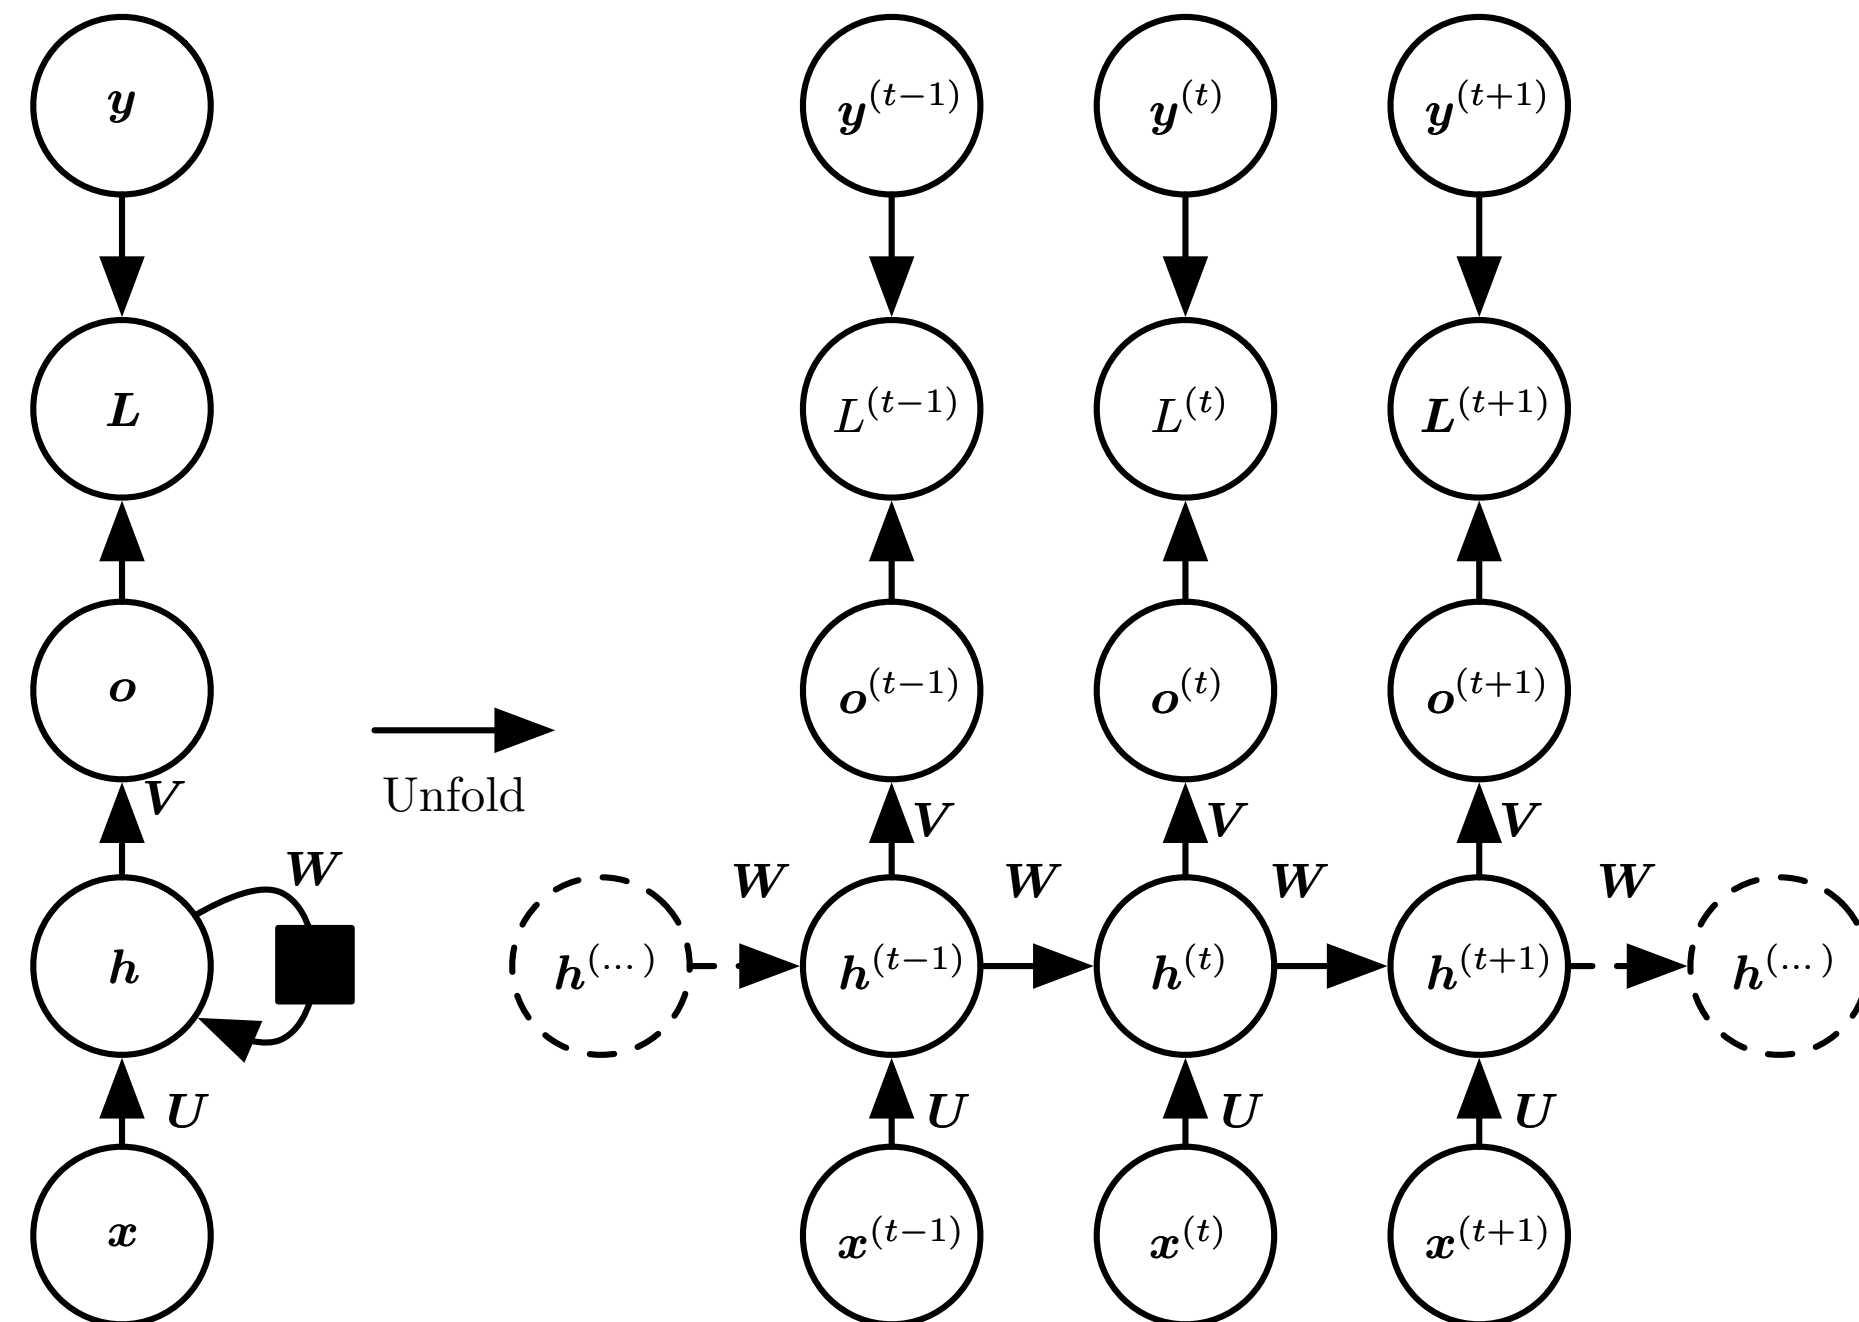 y y^(t−1) y^(t) y^(t+1)
L L^(t−1) L^(t) L^(t+1)
o o^(t−1) o^(t) o^(t+1)
Unfold
V V V V
W W W W W
h h^(...) h^(t−1) h^(t) h^(t+1) h^(...)
U U U U
x x^(t−1) x^(t) x^(t+1)